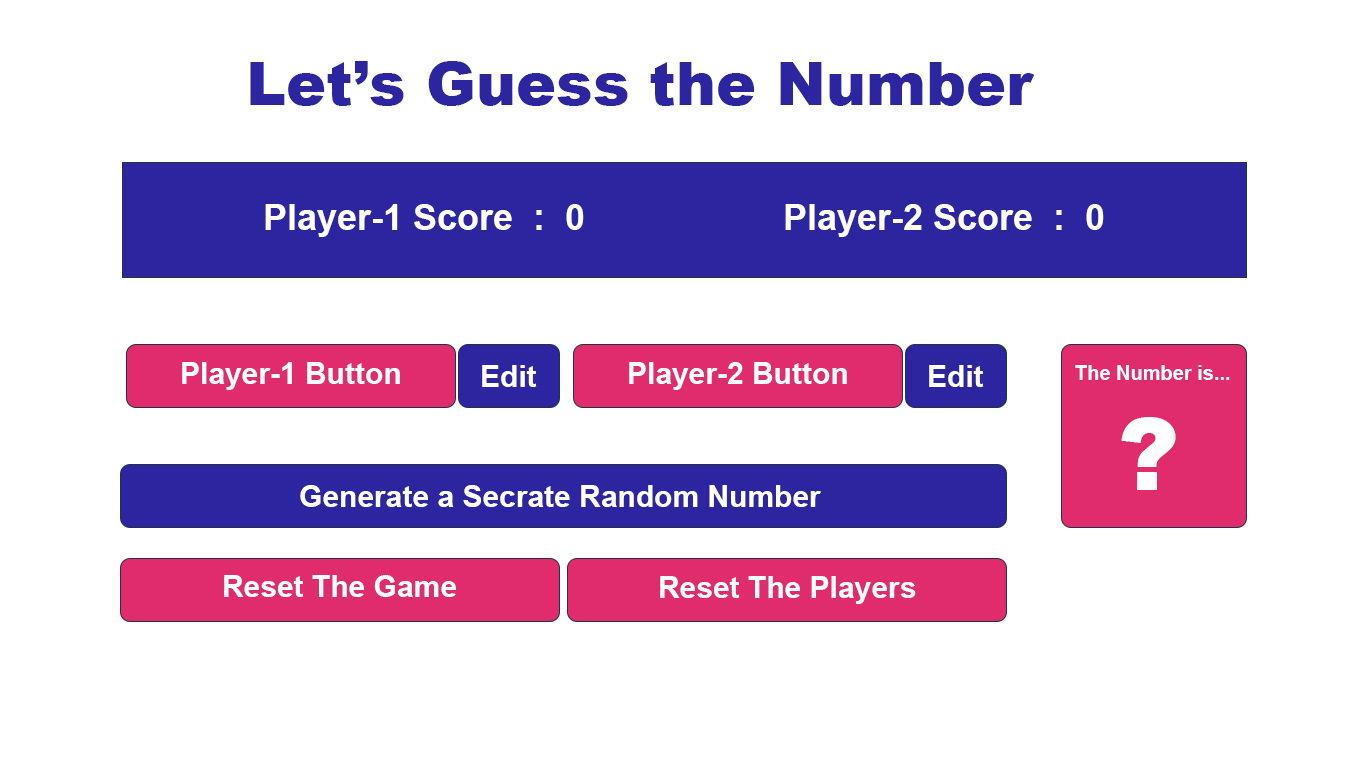 Let’s Guess the Number
Player-1 Score : 0 Player-2 Score : 0
Player-1 Button Edit Player-2 Button Edit
The Number is...
?
Generate a Secrate Random Number
Reset The Game Reset The Players